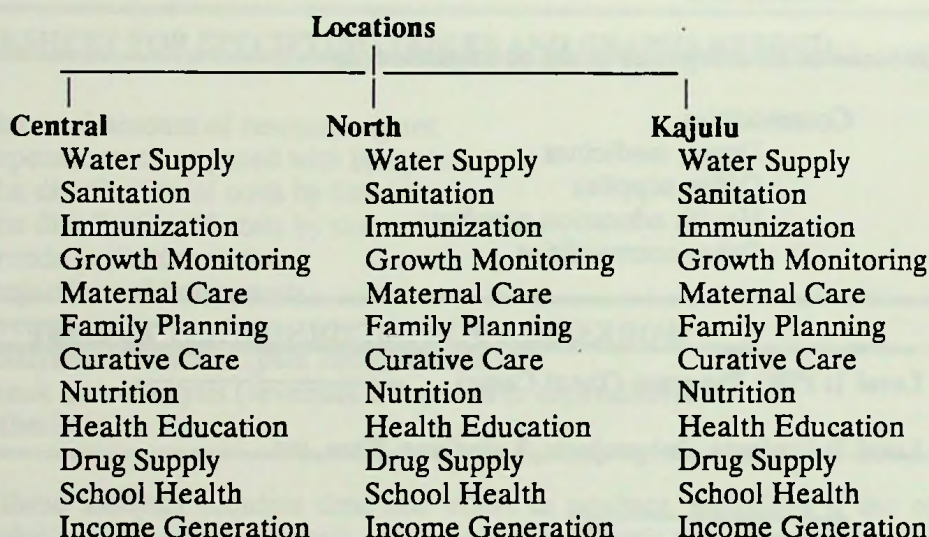 Locations
Central North Kajulu
Water Supply Water Supply Water Supply
Sanitation Sanitation Sanitation
Immunization Immunization Immunization
Growth Monitoring Growth Monitoring Growth Monitoring
Maternal Care Maternal Care Maternal Care
Family Planning Family Planning Family Planning
Curative Care Curative Care Curative Care
Nutrition Nutrition Nutrition
Health Education Health Education Health Education
Drug Supply Drug Supply Drug Supply
School Health School Health School Health
Income Generation Income Generation Income Generation